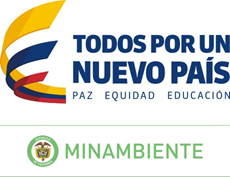 TODOS POR UN
NUEVO PAÍS
PAZ EQUIDAD EDUCACIÓN
MINAMBIENTE